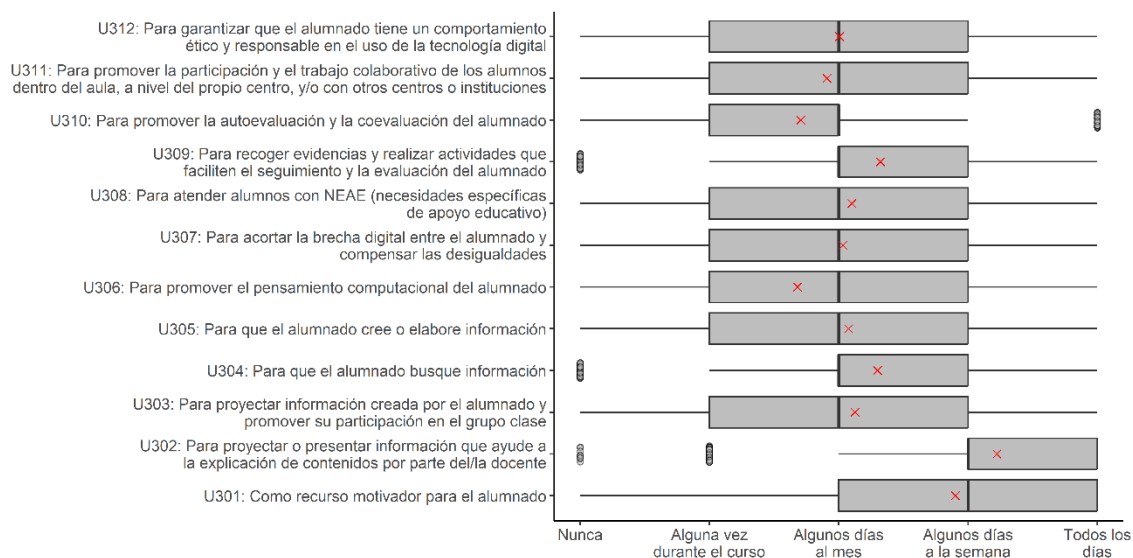 U312: Para garantizar que el alumnado tiene un comportamiento
ético y responsable en el uso de la tecnología digital
U311: Para promover la participación y el trabajo colaborativo de los alumnos
dentro del aula, a nivel del propio centro, y/o con otros centros o instituciones
U310: Para promover la autoevaluación y la coevaluación del alumnado
U309: Para recoger evidencias y realizar actividades que
faciliten el seguimiento y la evaluación del alumnado
U308: Para atender alumnos con NEAE (necesidades específicas
de apoyo educativo)
U307: Para acortar la brecha digital entre el alumnado y
compensar las desigualdades
U306: Para promover el pensamiento computacional del alumnado
U305: Para que el alumnado cree o elabore información
U304: Para que el alumnado busque información
U303: Para proyectar información creada por el alumnado y
promover su participación en el grupo clase
U302: Para proyectar o presentar información que ayude a
la explicación de contenidos por parte del/la docente
U301: Como recurso motivador para el alumnado
Nunca
Alguna vez
durante el curso
Algunos días
al mes
Algunos días
a la semana
Todos los
días